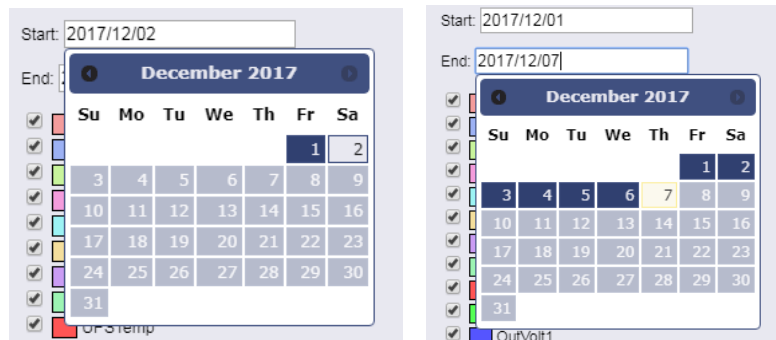 Start: 2017/12/02
End: 2
December 2017
Su Mo Tu We Th Fr Sa
1 2
3 4 5 6 7 8 9
10 11 12 13 14 15 16
17 18 19 20 21 22 23
24 25 26 27 28 29 30
31
UPSTemp
Start: 2017/12/01
End: 2017/12/07
December 2017
Su Mo Tu We Th Fr Sa
1 2
3 4 5 6 7 8 9
10 11 12 13 14 15 16
17 18 19 20 21 22 23
24 25 26 27 28 29 30
31
OutVolt1